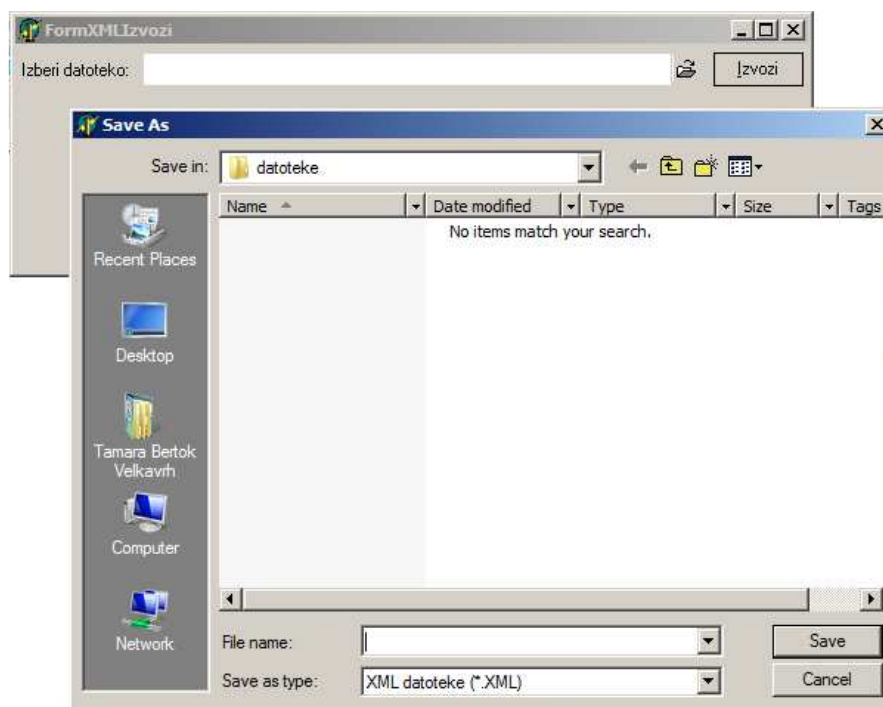 FormXMLIzvozi
Izberi datoteko:
Izvozi
Save As
Save in:
datoteke
Name
Date modified
Type
Size
Tags
No items match your search.
Recent Places
Desktop
Tamara Bertok
Velkavrh
Computer
Network
File name:
Save
Save as type:
XML datoteke (*.XML)
Cancel